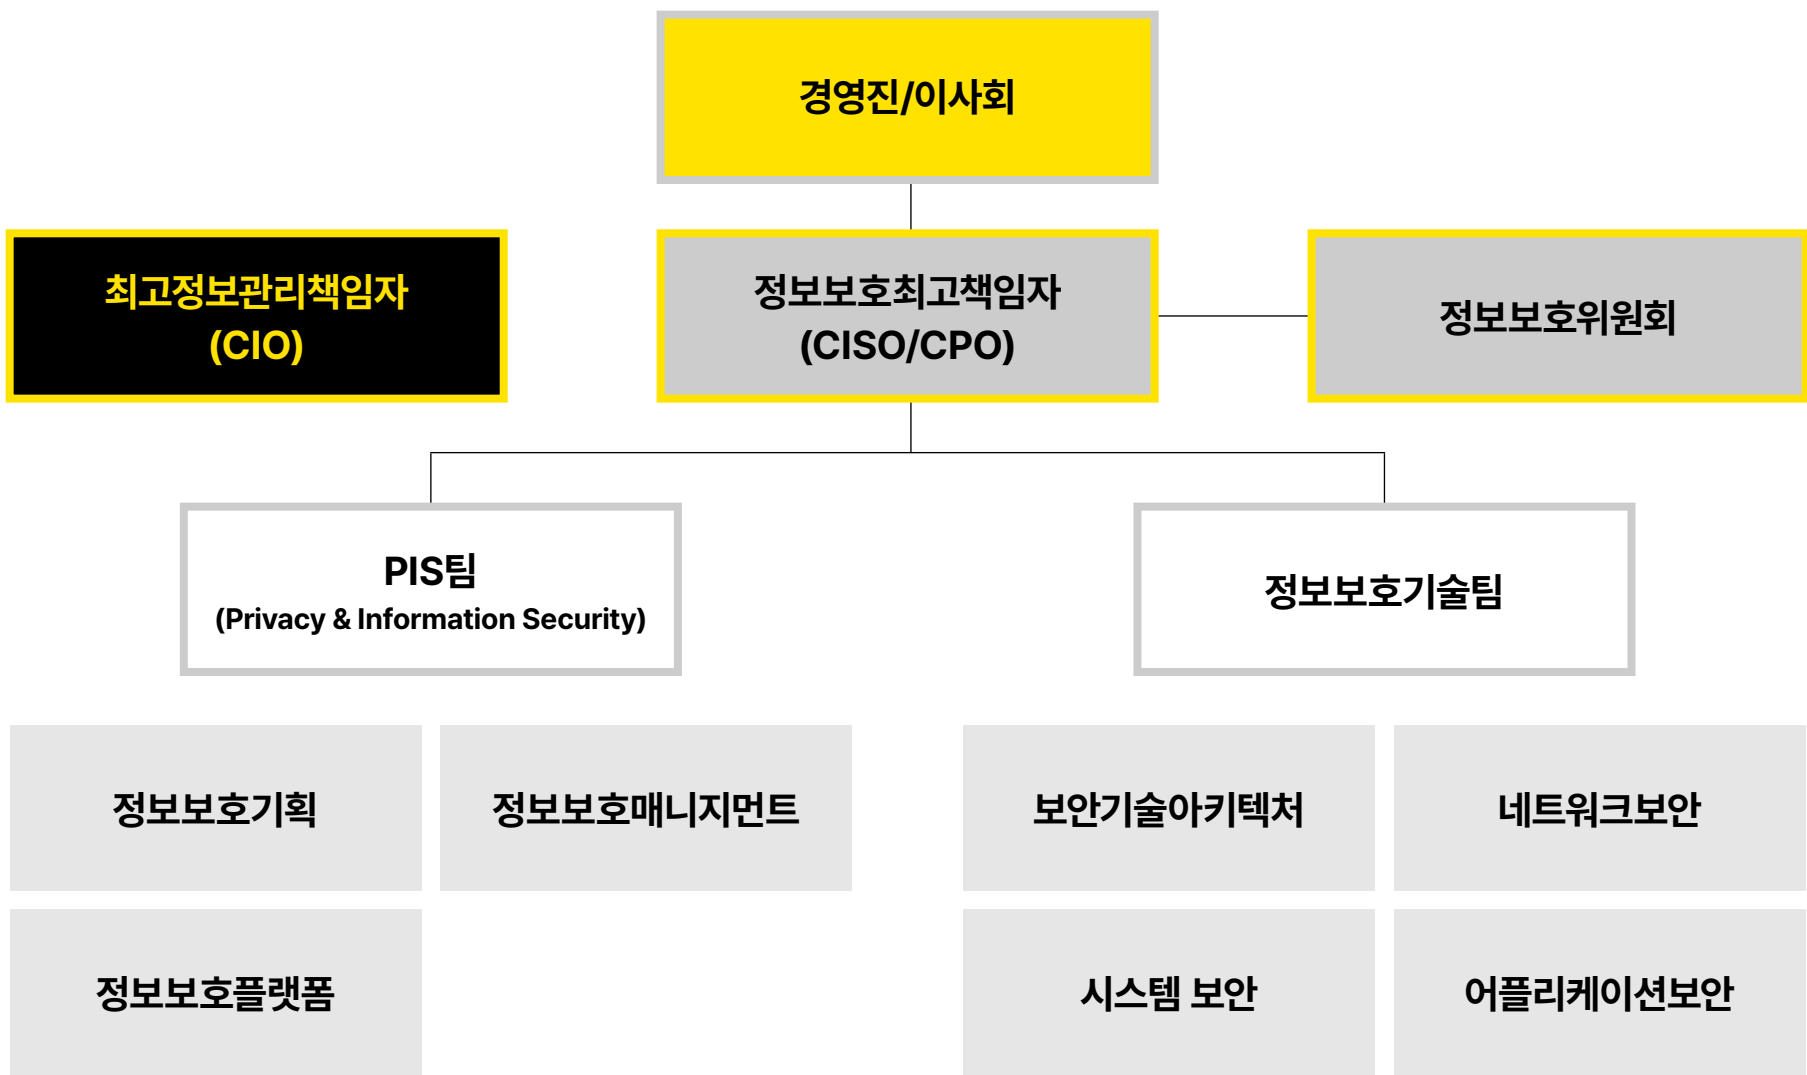 경영진/이사회
최고정보관리책임자
(CIO)
정보보호최고책임자
(CISO/CPO)
정보보호위원회
PIS팀
(Privacy & Information Security)
정보보호기술팀
정보보호기획
정보보호매니지먼트
보안기술아키텍처
네트워크보안
정보보호플랫폼
시스템 보안
어플리케이션보안